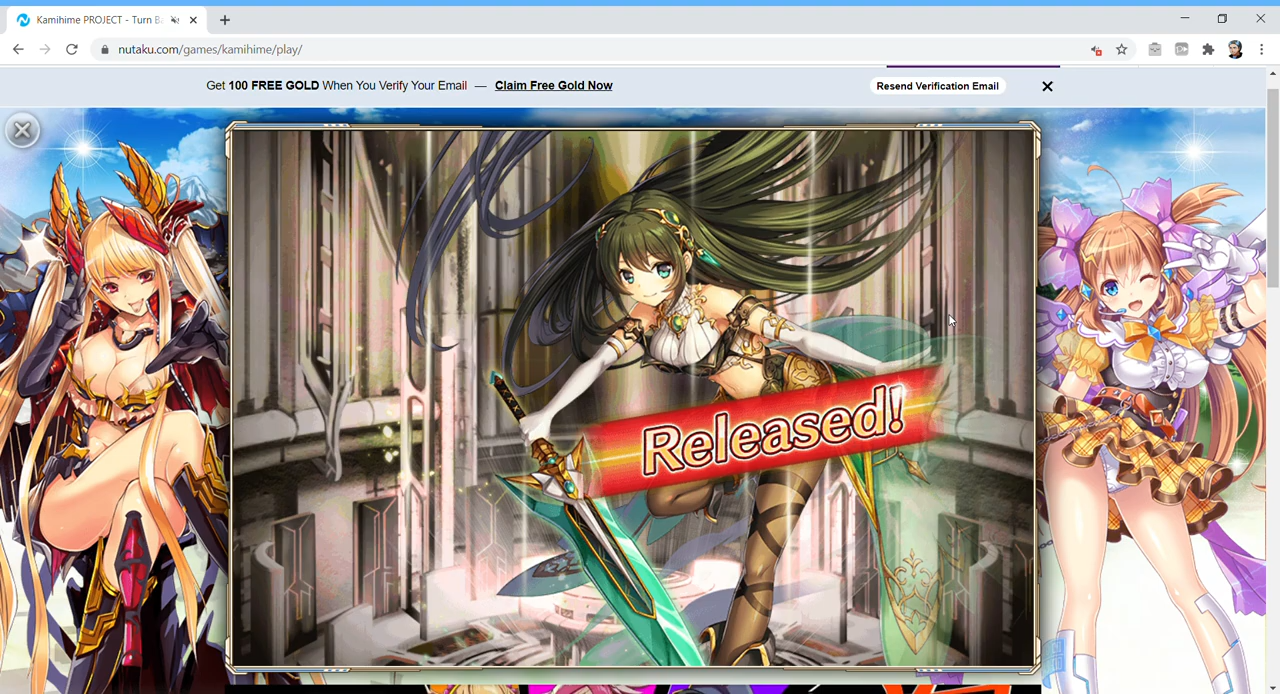 Kamihime PROJECT - Turn Ba
nutaku.com/games/kamihime/play/
Get 100 FREE GOLD When You Verify Your Email — Claim Free Gold Now
Resend Verification Email
Released!